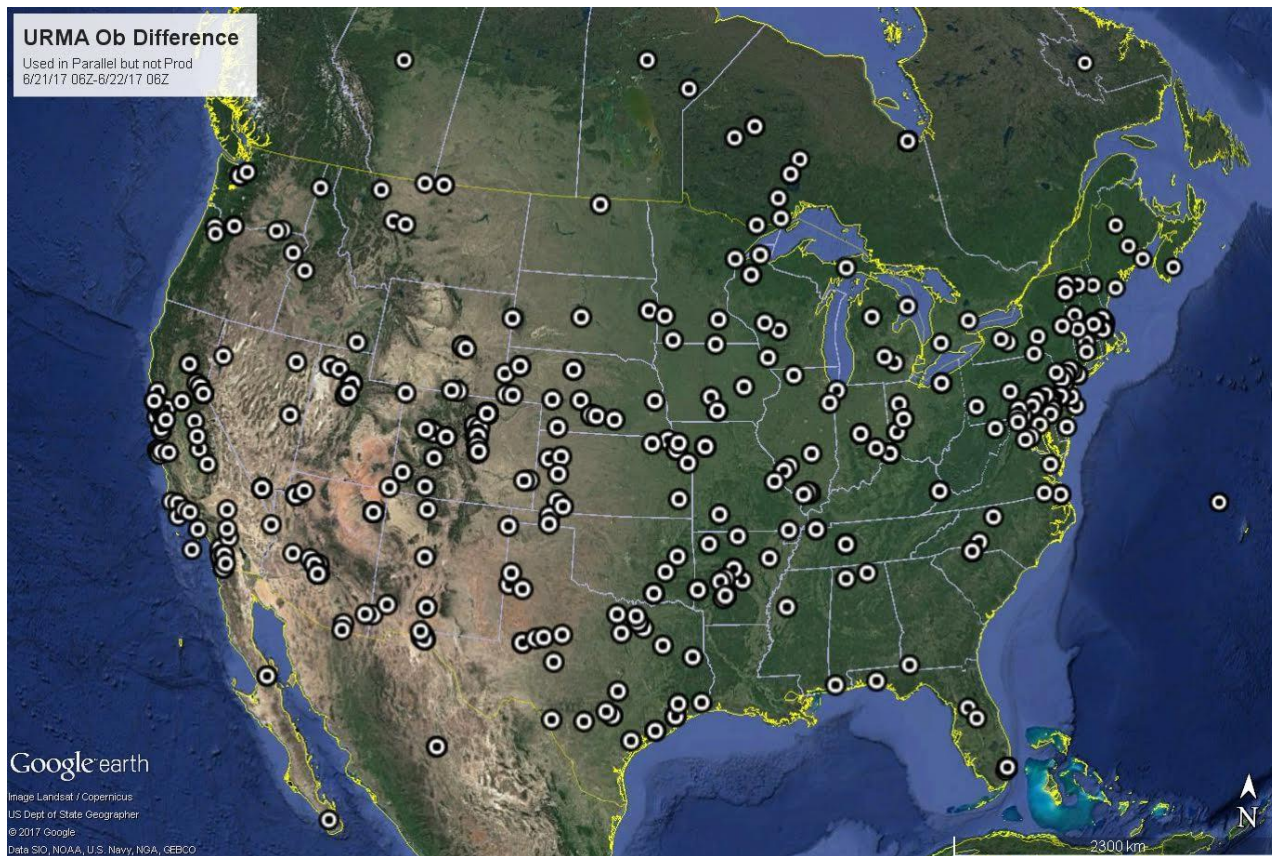 URMA Ob Difference
Used in Parallel but not Prod
6/21/17 06Z-6/22/17 06Z
Google earth
Image Landsat / Copernicus
US Dept of State Geographer
© 2017 Google
Data SIO, NOAA, U.S. Navy, NGA, GEBCO
N
2300 km